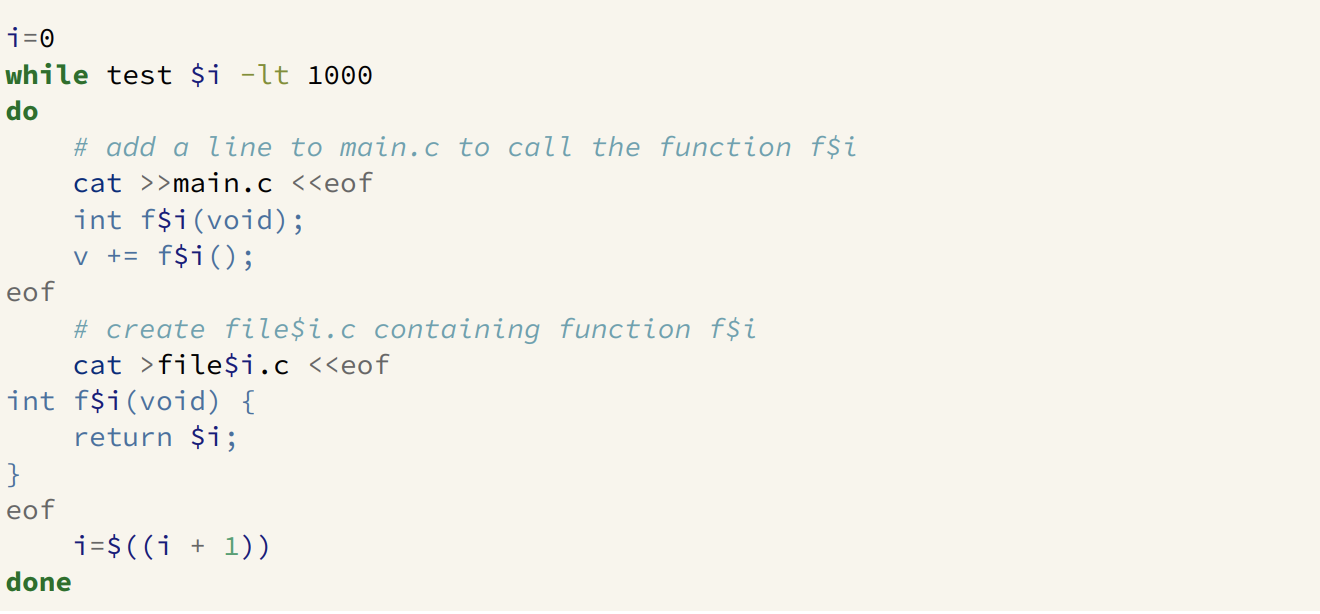 i=0
while test $i -lt 1000
do
    # add a line to main.c to call the function f$i
    cat >>main.c <<eof
    int f$i(void);
    v += f$i();
eof
    # create file$i.c containing function f$i
    cat >file$i.c <<eof
int f$i(void) {
    return $i;
}
eof
    i=$((i + 1))
done